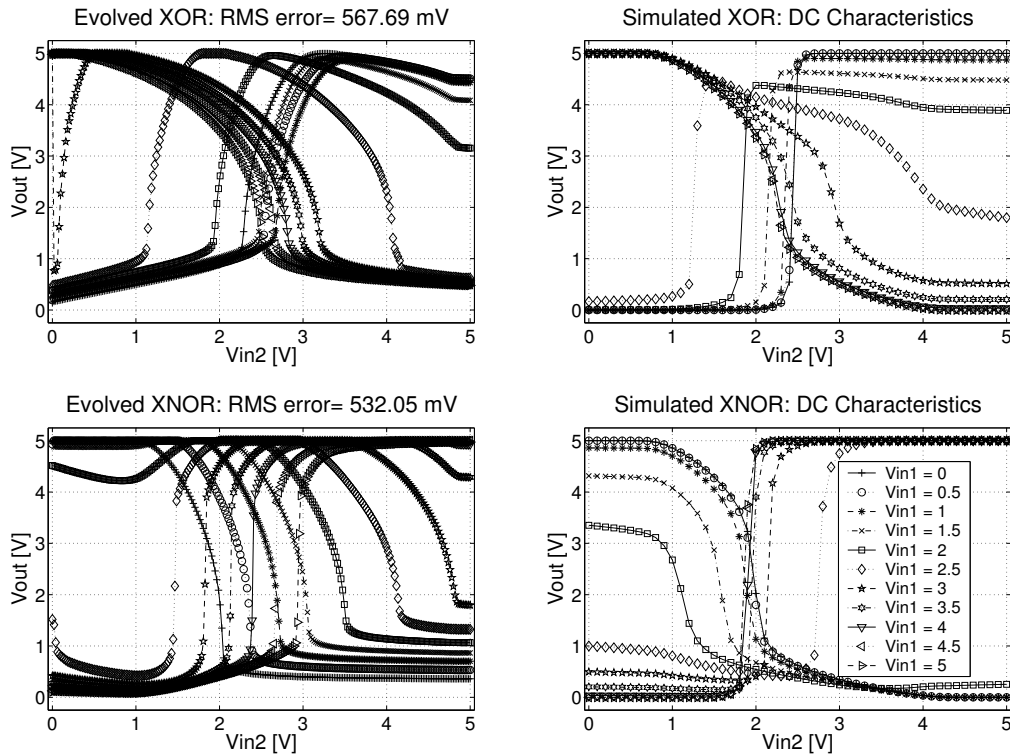 Evolved XOR: RMS error= 567.69 mV
Vout [V]
5
4
3
2
1
0
0 1 2 3 4 5
Vin2 [V]
Simulated XOR: DC Characteristics
Vout [V]
5
4
3
2
1
0
0 1 2 3 4 5
Vin2 [V]
Evolved XNOR: RMS error= 532.05 mV
Vout [V]
5
4
3
2
1
0
0 1 2 3 4 5
Vin2 [V]
Simulated XNOR: DC Characteristics
Vout [V]
5
4
3
2
1
0
0 1 2 3 4 5
Vin2 [V]
Vin1 = 0
Vin1 = 0.5
Vin1 = 1
Vin1 = 1.5
Vin1 = 2
Vin1 = 2.5
Vin1 = 3
Vin1 = 3.5
Vin1 = 4
Vin1 = 4.5
Vin1 = 5